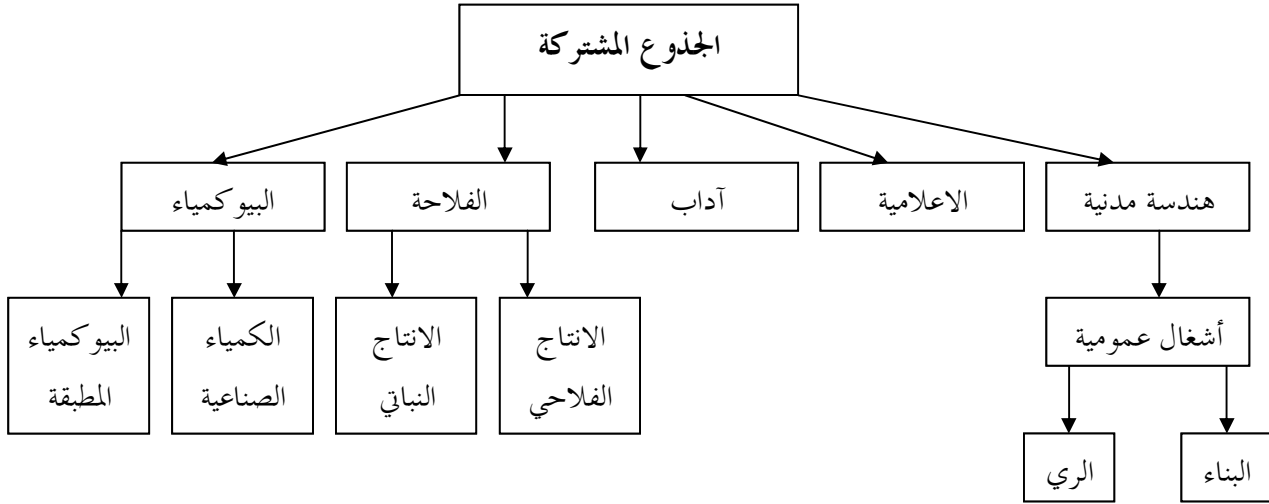 الجذوع المشتركة
هندسة مدنية
الاعلامية
آداب
الفلاحة
البيوكمياء
أشغال عمومية
الانتاج
الفلاحي
الانتاج
النباتي
الكمياء
الصناعية
البيوكمياء
المطبقة
البناء
الري